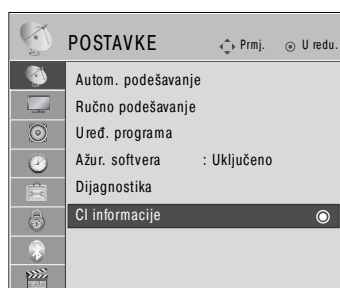 POSTAVKE Prmj. U redu.
Autom. podešavanje
Ručno podešavanje
Uređ. programa
Ažur. softvera : Uključeno
Dijagnostika
CI informacije